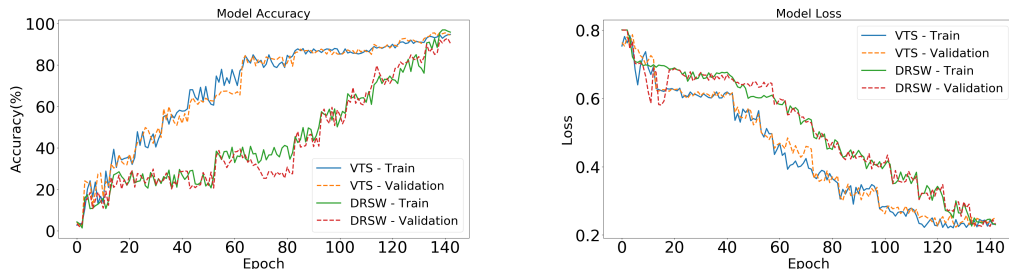 Model Accuracy
100
80
60
40
20
0
Accuracy(%)
0 20 40 60 80 100 120 140
Epoch
VTS - Train
VTS - Validation
DRSW - Train
DRSW - Validation
Model Loss
0.8
0.6
0.4
0.2
Loss
0 20 40 60 80 100 120 140
Epoch
VTS - Train
VTS - Validation
DRSW - Train
DRSW - Validation